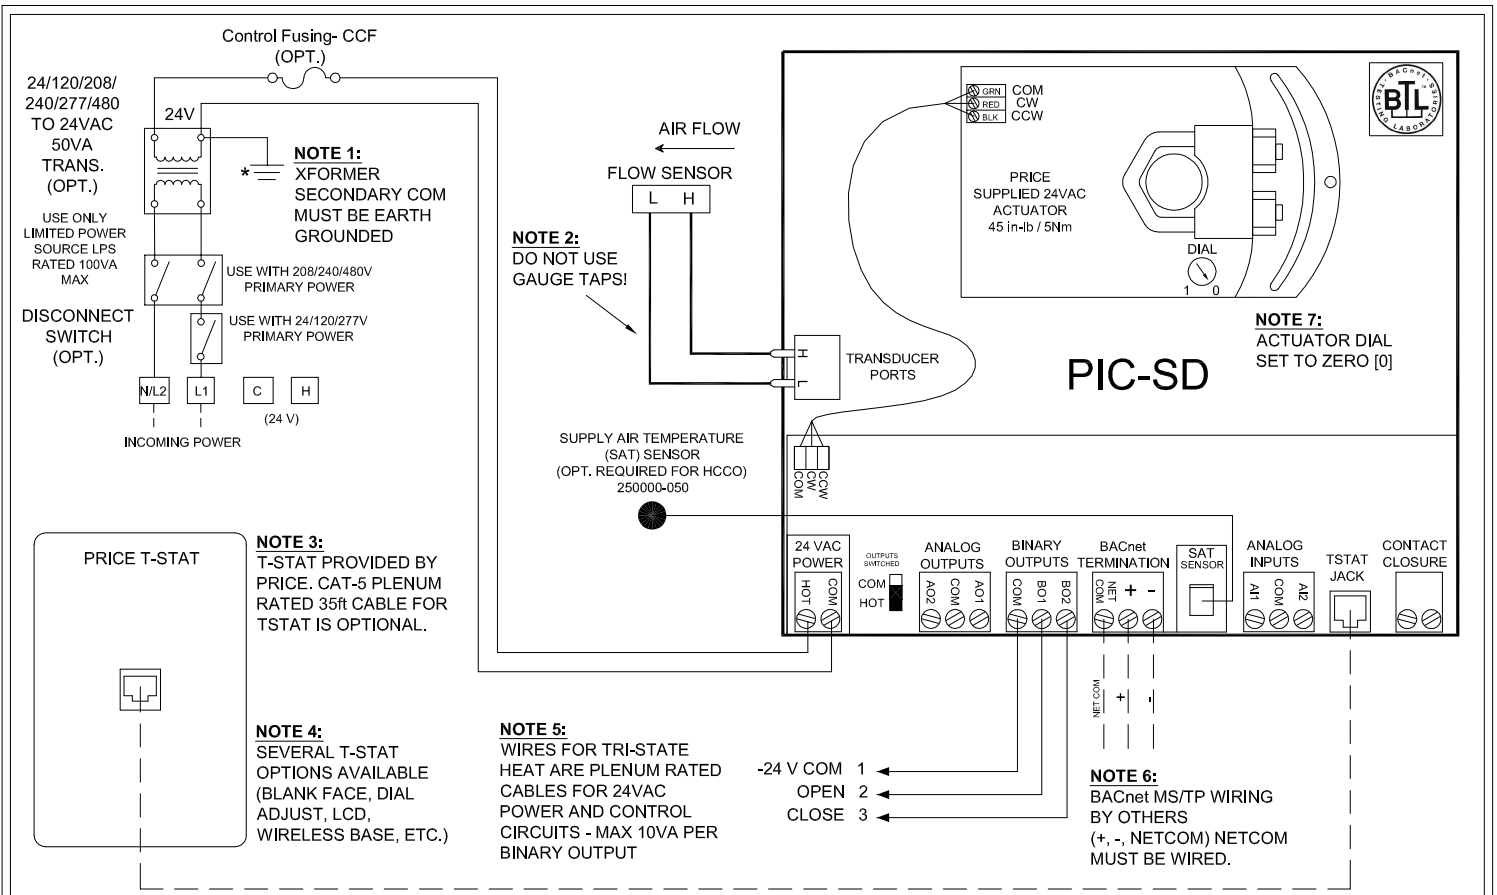 Control Fusing- CCF
(OPT.)
24/120/208/
240/277/480
TO 24VAC
50VA
TRANS.
(OPT.)
24V
*
NOTE 1:
XFORMER
SECONDARY COM
MUST BE EARTH
GROUNDED
USE ONLY
LIMITED POWER
SOURCE LPS
RATED 100VA
MAX
USE WITH 208/240/480V
PRIMARY POWER
DISCONNECT
SWITCH
(OPT.)
USE WITH 24/120/277V
PRIMARY POWER
N/L2
L1
C
H
(24 V)
INCOMING POWER
AIR FLOW
FLOW SENSOR
L H
NOTE 2:
DO NOT USE
GAUGE TAPS!
H
L
TRANSDUCER
PORTS
GRN COM
RED CW
BLK CCW
PRICE
SUPPLIED 24VAC
ACTUATOR
45 in-lb / 5Nm
DIAL
1 0
BACnet
BTL
TESTING LABORATORIES
NOTE 7:
ACTUATOR DIAL
SET TO ZERO [0]
PIC-SD
SUPPLY AIR TEMPERATURE
(SAT) SENSOR
(OPT. REQUIRED FOR HCCO)
250000-050
COM
CW
CCW
24 VAC
POWER
HOT
COM
OUTPUTS
SWITCHED
COM
HOT
ANALOG
OUTPUTS
AO2
COM
AO1
BINARY
OUTPUTS
COM
BO1
BO2
BACnet
TERMINATION
NET
COM
+
-
SAT
SENSOR
ANALOG
INPUTS
AI1
COM
AI2
TSTAT
JACK
CONTACT
CLOSURE
PRICE T-STAT
NOTE 3:
T-STAT PROVIDED BY
PRICE. CAT-5 PLENUM
RATED 35ft CABLE FOR
TSTAT IS OPTIONAL.
NOTE 4:
SEVERAL T-STAT
OPTIONS AVAILABLE
(BLANK FACE, DIAL
ADJUST, LCD,
WIRELESS BASE, ETC.)
NOTE 5:
WIRES FOR TRI-STATE
HEAT ARE PLENUM RATED
CABLES FOR 24VAC
POWER AND CONTROL
CIRCUITS - MAX 10VA PER
BINARY OUTPUT
-24 V COM 1
OPEN 2
CLOSE 3
NET COM
+
-
NOTE 6:
BACnet MS/TP WIRING
BY OTHERS
(+, -, NETCOM) NETCOM
MUST BE WIRED.